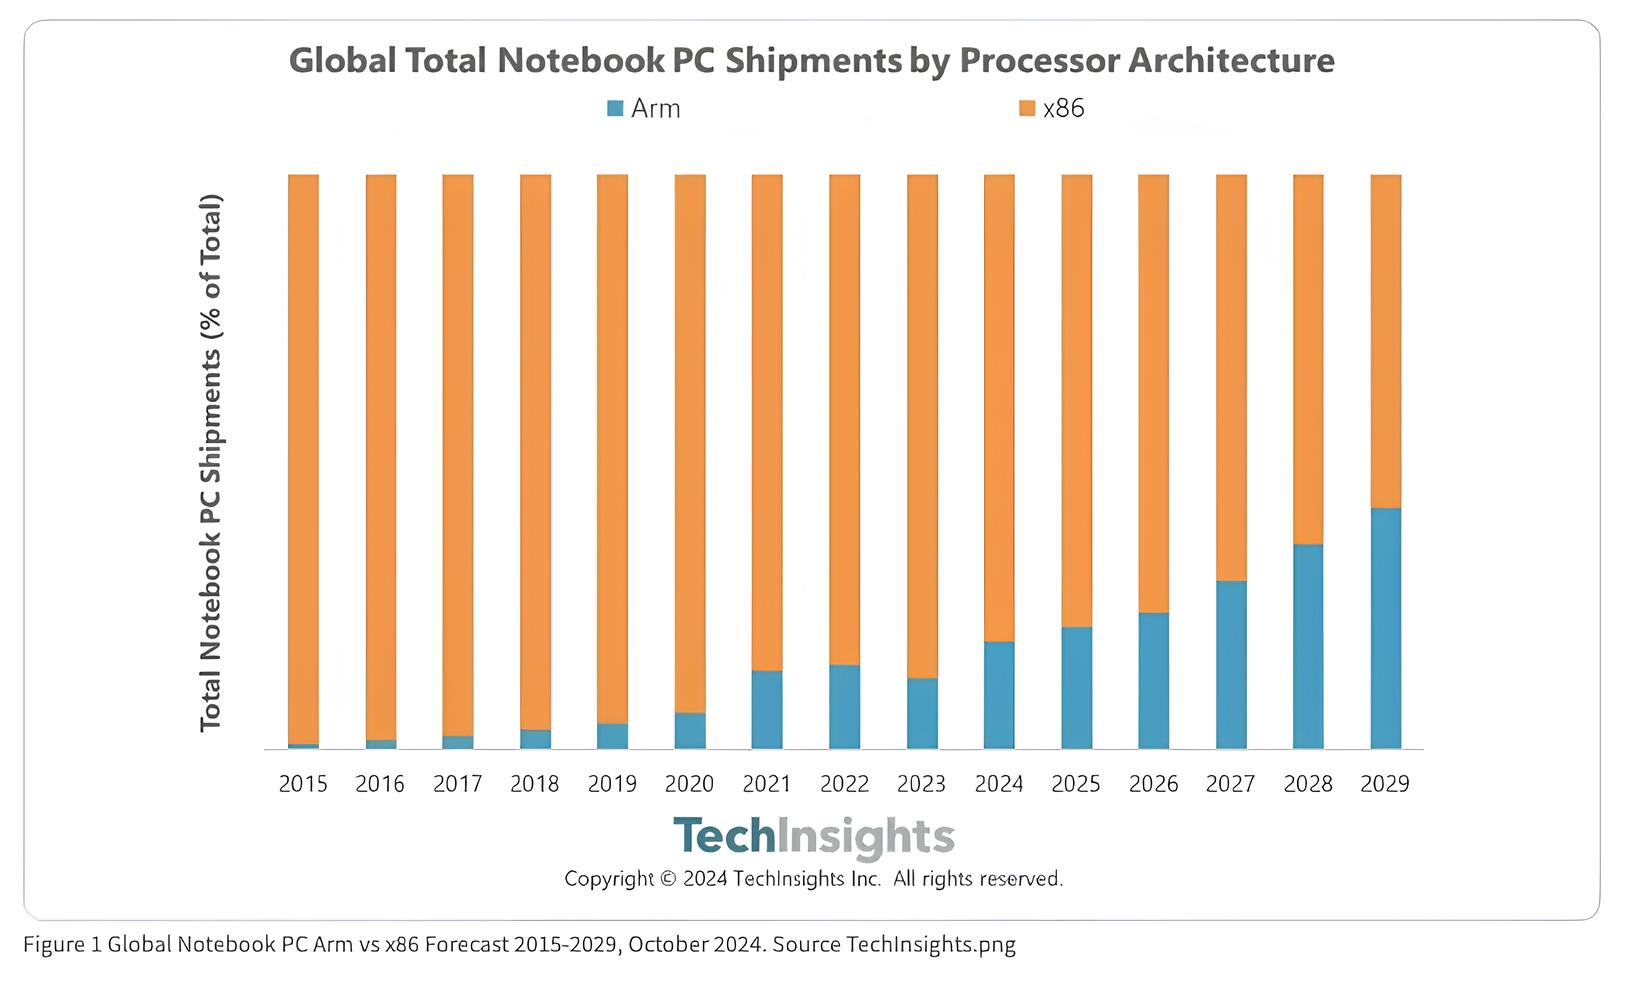 Global Total Notebook PC Shipments by Processor Architecture
Arm
x86
Total Notebook PC Shipments (% of Total)
2015 2016 2017 2018 2019 2020 2021 2022 2023 2024 2025 2026 2027 2028 2029
TechInsights
Copyright © 2024 TechInsights Inc. All rights reserved.
Figure 1 Global Notebook PC Arm vs x86 Forecast 2015-2029, October 2024. Source TechInsights.png